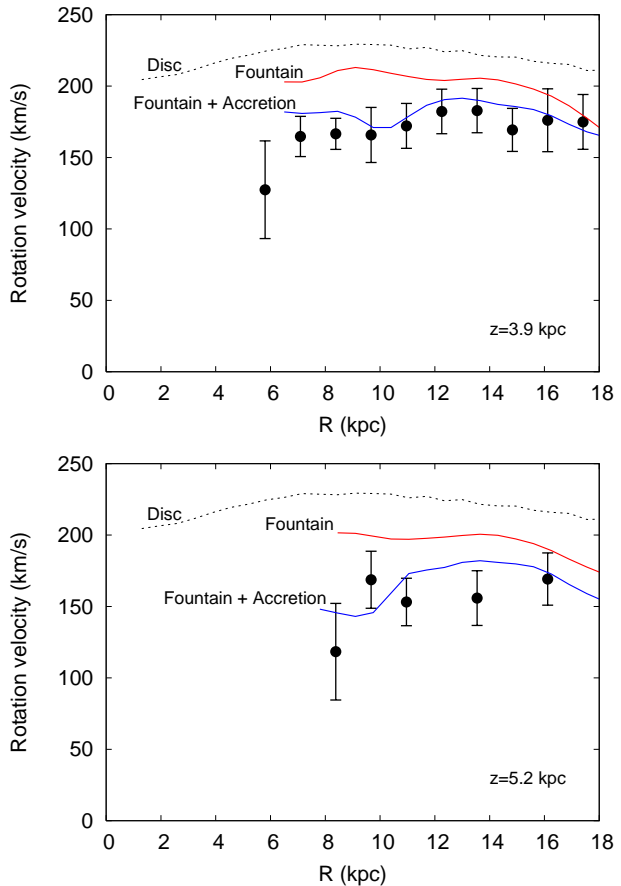 250
200
150
100
50
0
Rotation velocity (km/s)
Disc
Fountain
Fountain + Accretion
z=3.9 kpc
0 2 4 6 8 10 12 14 16 18
R (kpc)
250
200
150
100
50
0
Rotation velocity (km/s)
Disc
Fountain
Fountain + Accretion
z=5.2 kpc
0 2 4 6 8 10 12 14 16 18
R (kpc)